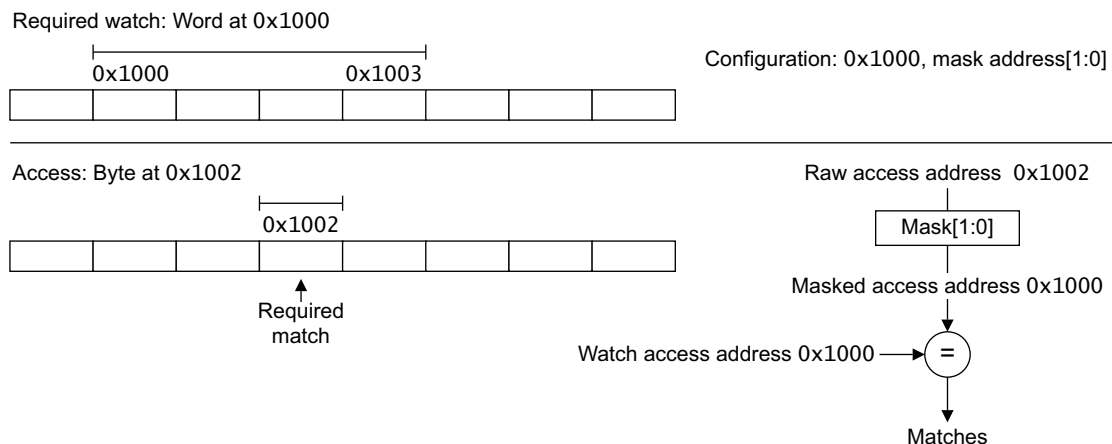 Required watch: Word at 0x1000
0x1000 0x1003
Configuration: 0x1000, mask address[1:0]
Access: Byte at 0x1002
0x1002
Required
match
Raw access address 0x1002
Mask[1:0]
Masked access address 0x1000
Watch access address 0x1000
=
Matches